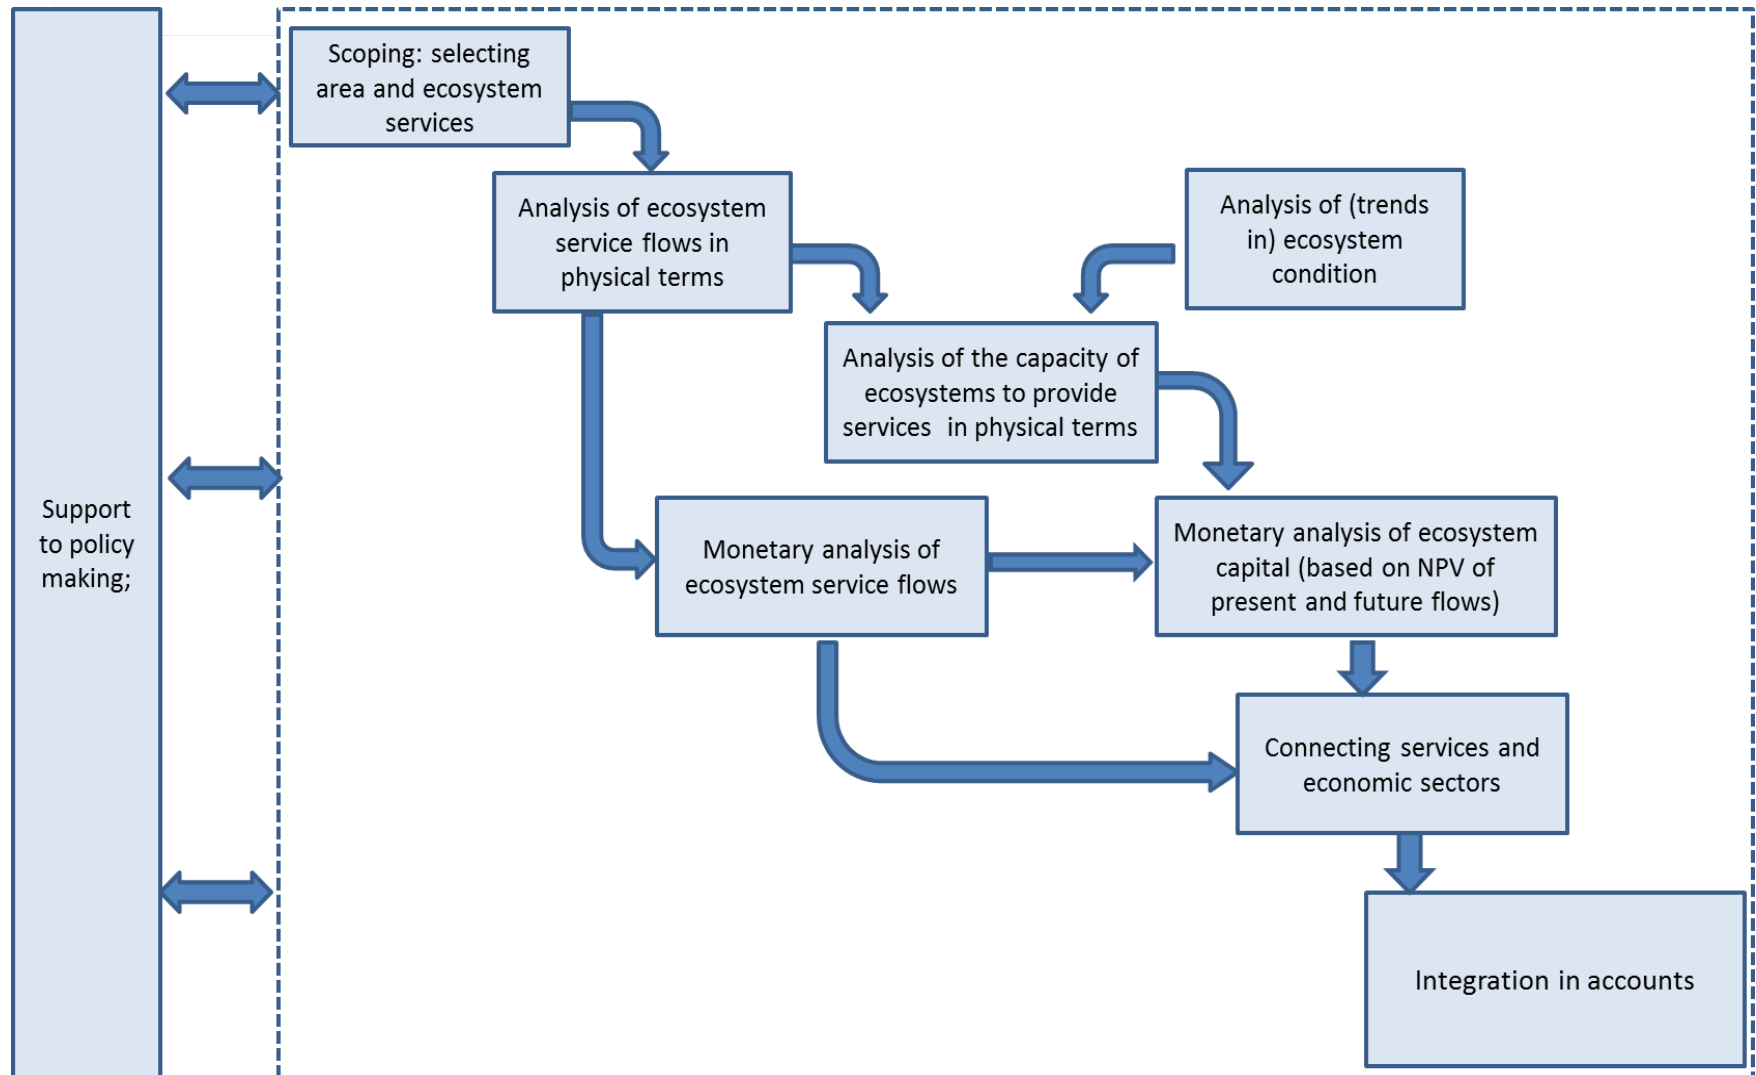 Scoping: selecting
area and ecosystem
services
Analysis of ecosystem
service flows in
physical terms
Analysis of (trends
in) ecosystem
condition
Analysis of the capacity of
ecosystems to provide
services in physical terms
Support
to policy
making;
Monetary analysis of
ecosystem service flows
Monetary analysis of ecosystem
capital (based on NPV of
present and future flows)
Connecting services and
economic sectors
Integration in accounts